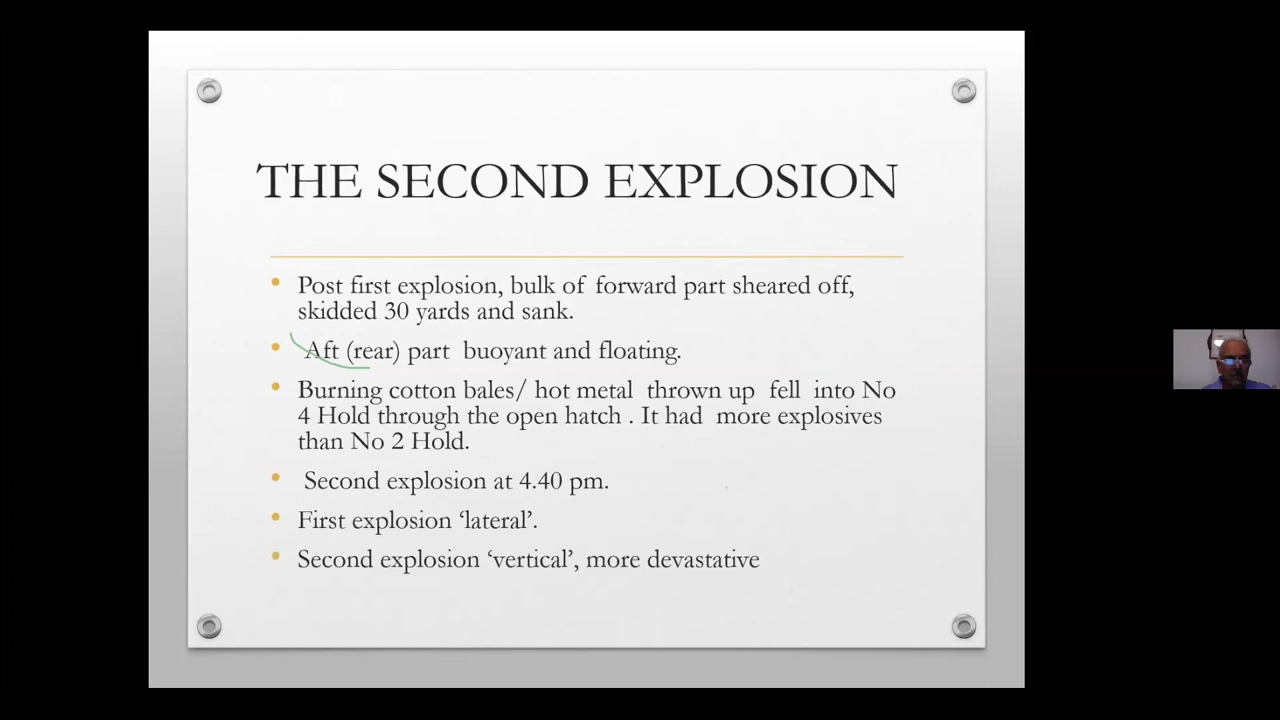 THE SECOND EXPLOSION
• Post first explosion, bulk of forward part sheared off,
skidded 30 yards and sank.
• Aft (rear) part buoyant and floating.
• Burning cotton bales/ hot metal thrown up fell into No
4 Hold through the open hatch . It had more explosives
than No 2 Hold.
• Second explosion at 4.40 pm.
• First explosion ‘lateral’.
• Second explosion ‘vertical’, more devastative